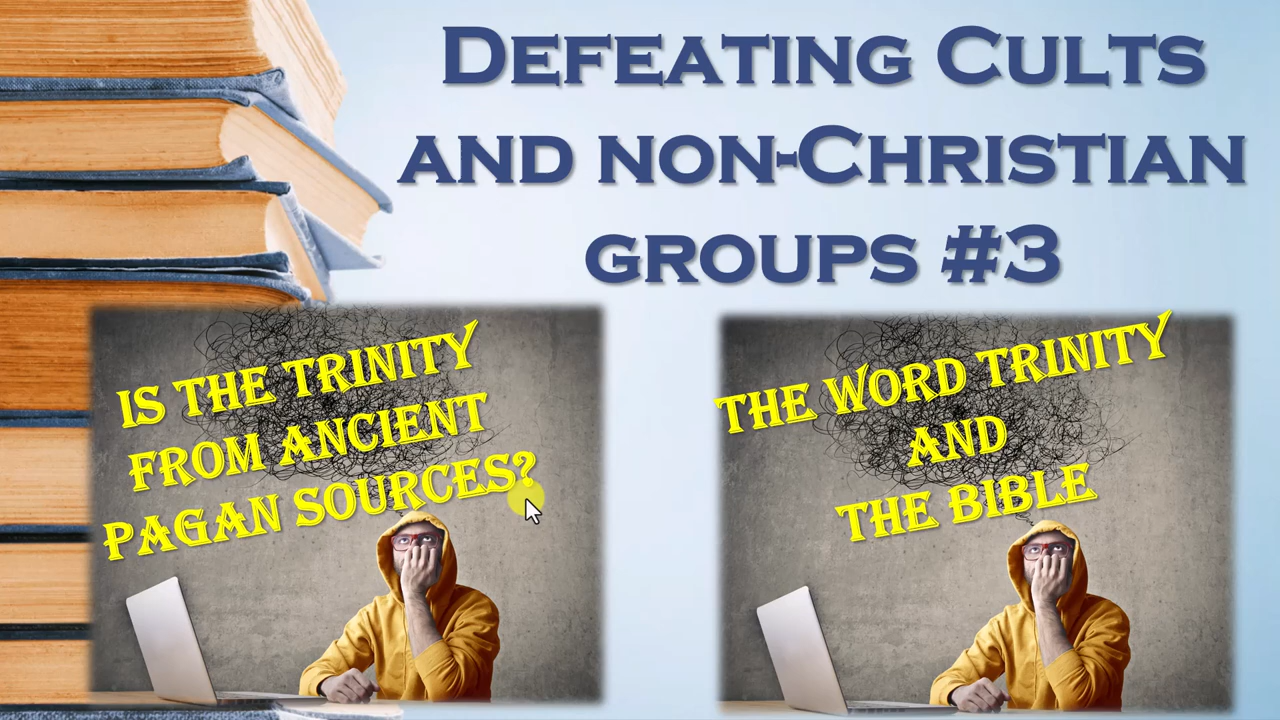 Defeating Cults
and non-Christian
groups #3
IS THE TRINITY
FROM ANCIENT
PAGAN SOURCES?
THE WORD TRINITY
AND
THE BIBLE